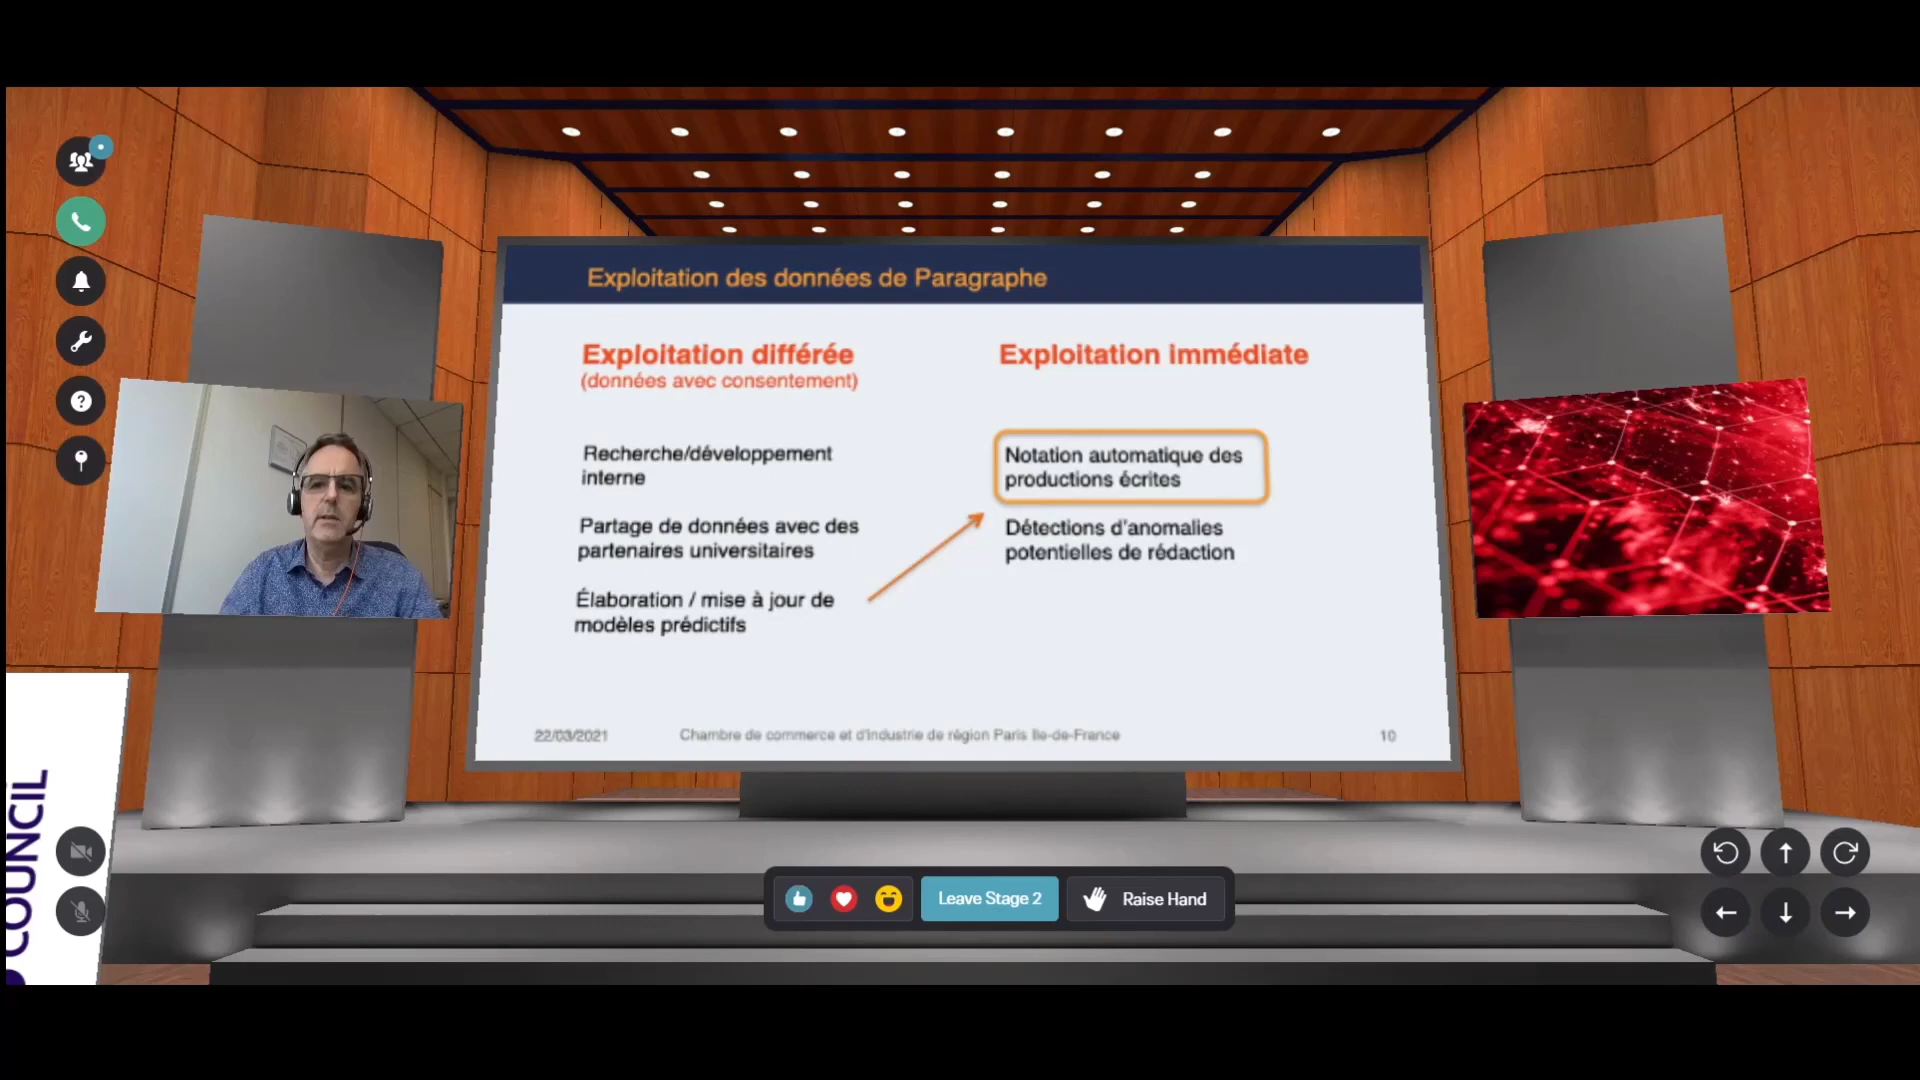 Exploitation des données de Paragraphe
Exploitation différée
(données avec consentement)
Recherche/développement
interne
Partage de données avec des
partenaires universitaires
Élaboration / mise à jour de
modèles prédictifs
Exploitation immédiate
Notation automatique des
productions écrites
Détections d'anomalies
potentielles de rédaction
22/03/2021
Chambre de commerce et d'industrie de région Paris Ile-de-France
10
COUNCIL
Leave Stage 2
Raise Hand